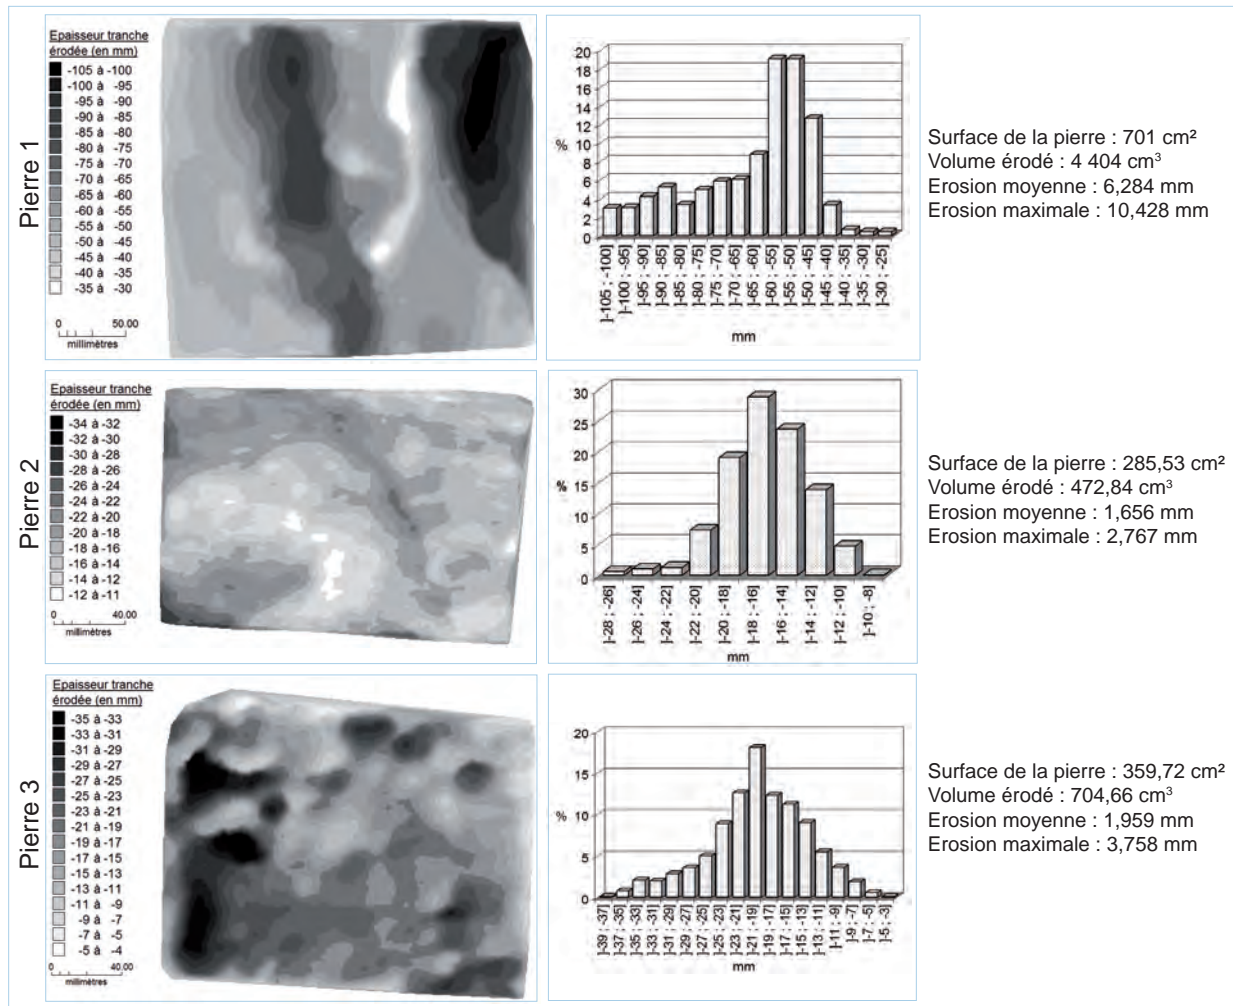 Pierre 1
Epaisseur tranche
érodée (en mm)
-105 à -100
-100 à -95
-95 à -90
-90 à -85
-85 à -80
-80 à -75
-75 à -70
-70 à -65
-65 à -60
-60 à -55
-55 à -50
-50 à -45
-45 à -40
-40 à -35
-35 à -30
0 50.00
millimètres
20
18
16
14
12
10
8
6
4
2
0
%
]-105 ; -100]
]-100 ; -95]
]-95 ; -90]
]-90 ; -85]
]-85 ; -80]
]-80 ; -75]
]-75 ; -70]
]-70 ; -65]
]-65 ; -60]
]-60 ; -55]
]-55 ; -50]
]-50 ; -45]
]-45 ; -40]
]-40 ; -35]
]-35 ; -30]
]-30 ; -25]
mm
Surface de la pierre : 701 cm²
Volume érodé : 4 404 cm³
Erosion moyenne : 6,284 mm
Erosion maximale : 10,428 mm
Pierre 2
Epaisseur tranche
érodée (en mm)
-34 à -32
-32 à -30
-30 à -28
-28 à -26
-26 à -24
-24 à -22
-22 à -20
-20 à -18
-18 à -16
-16 à -14
-14 à -12
-12 à -11
0 40.00
millimètres
30
25
20
15
10
5
0
%
]-28 ; -26]
]-26 ; -24]
]-24 ; -22]
]-22 ; -20]
]-20 ; -18]
]-18 ; -16]
]-16 ; -14]
]-14 ; -12]
]-12 ; -10]
]-10 ; -8]
mm
Surface de la pierre : 285,53 cm²
Volume érodé : 472,84 cm³
Erosion moyenne : 1,656 mm
Erosion maximale : 2,767 mm
Pierre 3
Epaisseur tranche
érodée (en mm)
-35 à -33
-33 à -31
-31 à -29
-29 à -27
-27 à -25
-25 à -23
-23 à -21
-21 à -19
-19 à -17
-17 à -15
-15 à -13
-13 à -11
-11 à -9
-9 à -7
-7 à -5
-5 à -4
0 40.00
millimètres
20
15
10
5
0
%
]-39 ; -37]
]-37 ; -35]
]-35 ; -33]
]-33 ; -31]
]-31 ; -29]
]-29 ; -27]
]-27 ; -25]
]-25 ; -23]
]-23 ; -21]
]-21 ; -19]
]-19 ; -17]
]-17 ; -15]
]-15 ; -13]
]-13 ; -11]
]-11 ; -9]
]-9 ; -7]
]-7 ; -5]
]-5 ; -3]
mm
Surface de la pierre : 359,72 cm²
Volume érodé : 704,66 cm³
Erosion moyenne : 1,959 mm
Erosion maximale : 3,758 mm